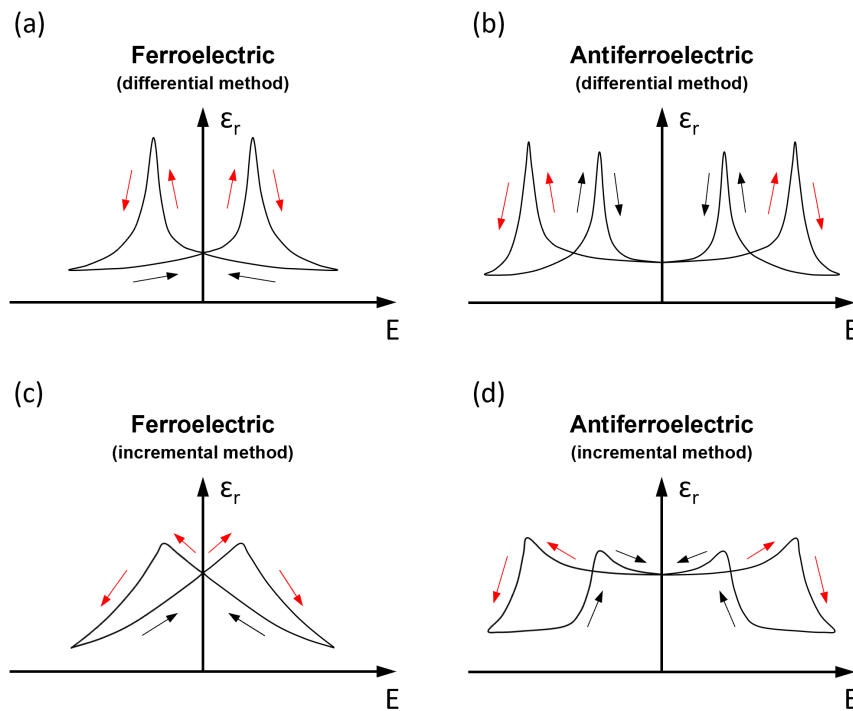 (a)
Ferroelectric
(differential method)
εr
E
(b)
Antiferroelectric
(differential method)
εr
E
(c)
Ferroelectric
(incremental method)
εr
E
(d)
Antiferroelectric
(incremental method)
εr
E